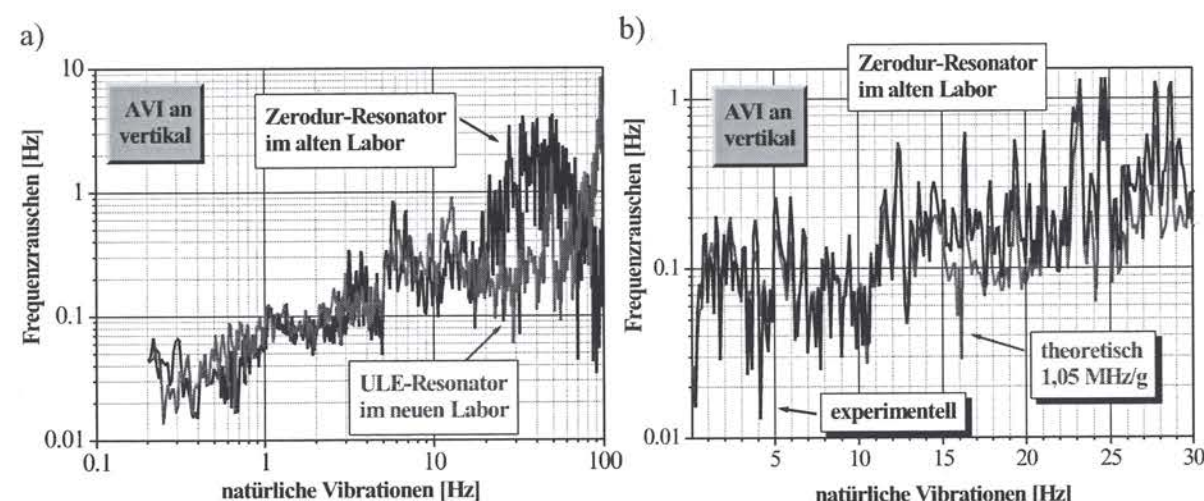 a)
AVI an
vertikal
Zerodur-Resonator
im alten Labor
ULE-Resonator
im neuen Labor
Frequenzrauschen [Hz]
10
1
0.1
0.01
0.1
1
10
100
natürliche Vibrationen [Hz]
b)
Zerodur-Resonator
im alten Labor
AVI an
vertikal
theoretisch
1,05 MHz/g
experimentell
Frequenzrauschen [Hz]
1
0.1
0.01
5
10
15
20
25
30
natürliche Vibrationen [Hz]